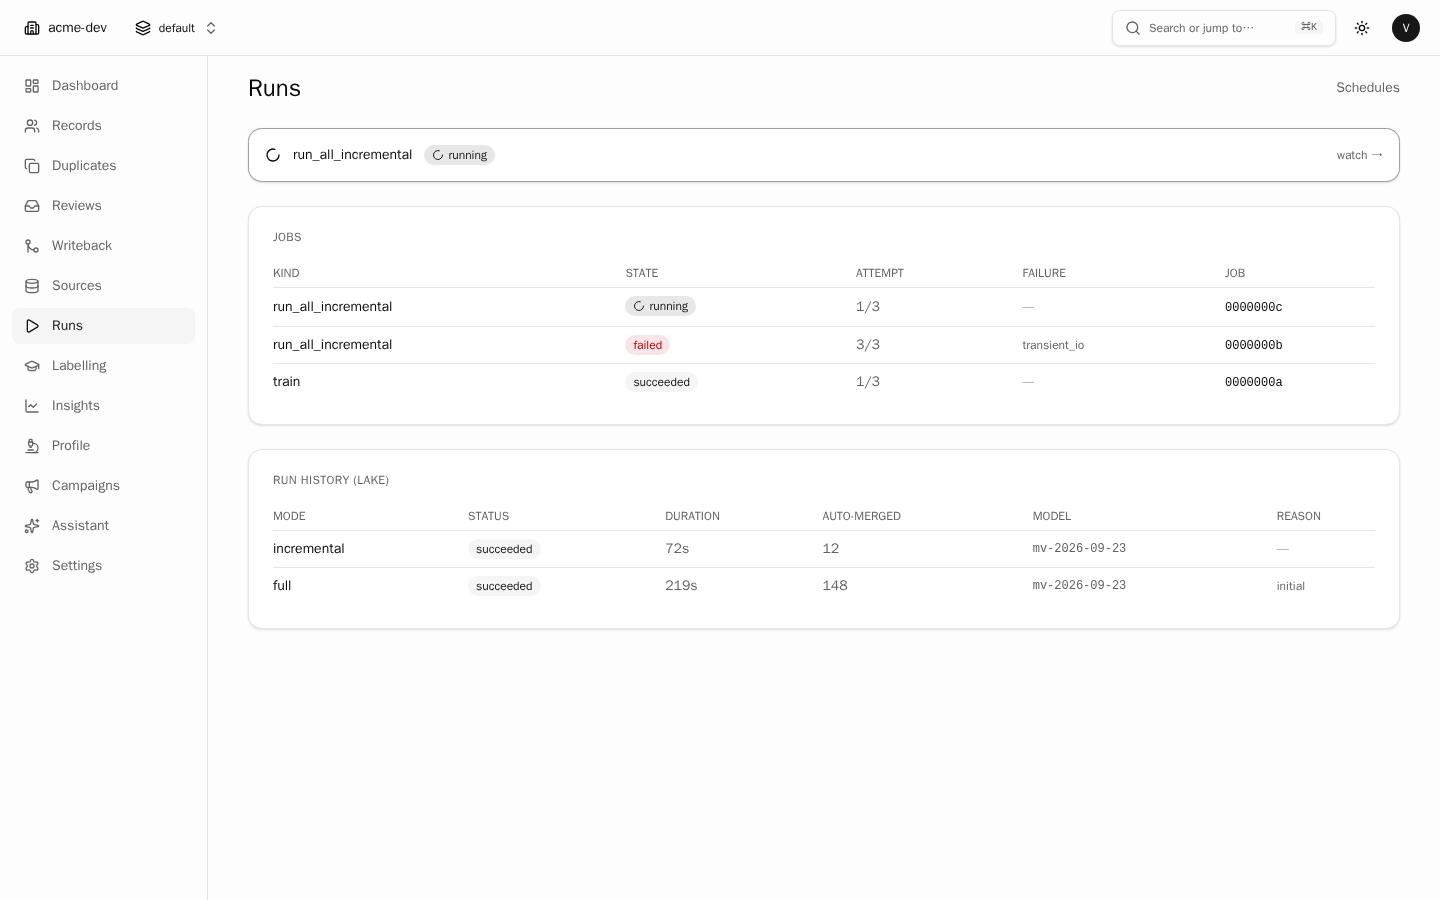 acme-dev default Search or jump to··· ⌘K V
Dashboard
Records
Duplicates
Reviews
Writeback
Sources
Runs
Labelling
Insights
Profile
Campaigns
Assistant
Settings
Runs Schedules
run_all_incremental running watch →
JOBS
KIND STATE ATTEMPT FAILURE JOB
run_all_incremental running 1/3 — 0000000c
run_all_incremental failed 3/3 transient_io 0000000b
train succeeded 1/3 — 0000000a
RUN HISTORY (LAKE)
MODE STATUS DURATION AUTO-MERGED MODEL REASON
incremental succeeded 72s 12 mv-2026-09-23 —
full succeeded 219s 148 mv-2026-09-23 initial